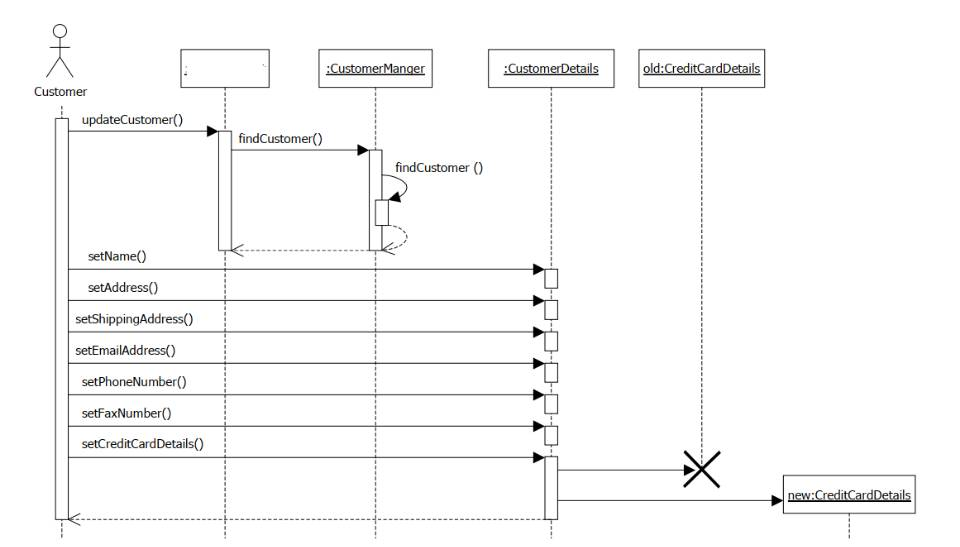 :CustomerManger
:CustomerDetails
old:CreditCardDetails
Customer
updateCustomer()
findCustomer()
findCustomer ()
setName()
setAddress()
setShippingAddress()
setEmailAddress()
setPhoneNumber()
setFaxNumber()
setCreditCardDetails()
new:CreditCardDetails